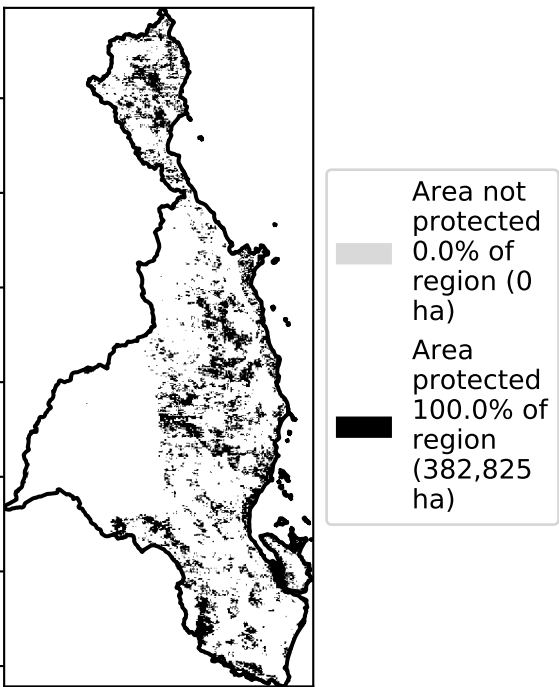 Area not
protected
0.0% of
region (0
ha)
Area
protected
100.0% of
region
(382,825
ha)